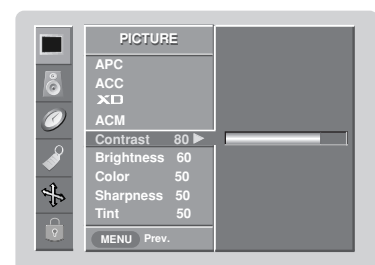 PICTURE
APC
ACC
XD
ACM
Contrast 80 ▶
Brightness 60
Color 50
Sharpness 50
Tint 50
MENU Prev.